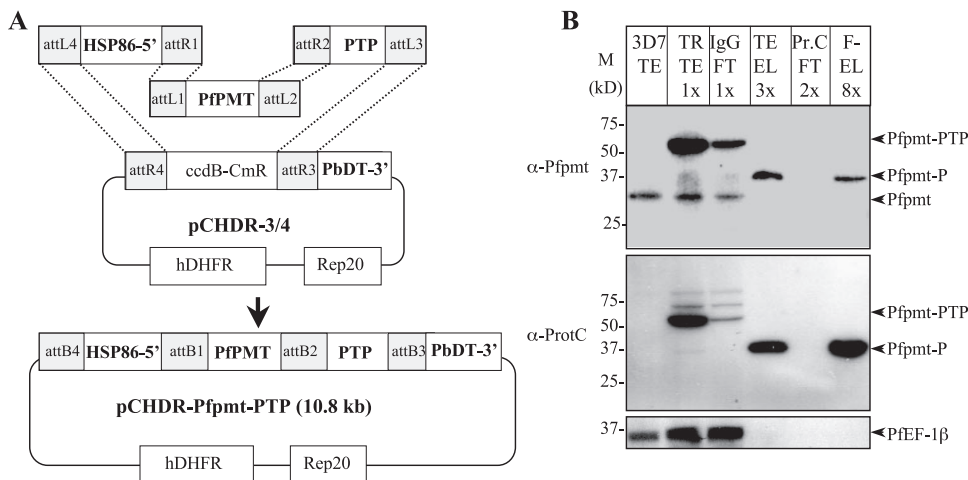 A
attL4 HSP86-5' attR1
attR2 PTP attL3
attL1 PfPMT attL2
attR4 ccdB-CmR attR3 PbDT-3'
pCHDR-3/4
hDHFR Rep20
attB4 HSP86-5' attB1 PfPMT attB2 PTP attB3 PbDT-3'
pCHDR-Pfpmt-PTP (10.8 kb)
hDHFR Rep20
B
3D7 TR IgG TE Pr.C F-
M TE TE FT EL FT EL
(kD) 1x 1x 3x 2x 8x
α-Pfpmt
75-
50-
37-
25-
Pfpmt-PTP
Pfpmt-P
Pfpmt
α-ProtC
75-
50-
37-
25-
Pfpmt-PTP
Pfpmt-P
37-
PfEF-1β